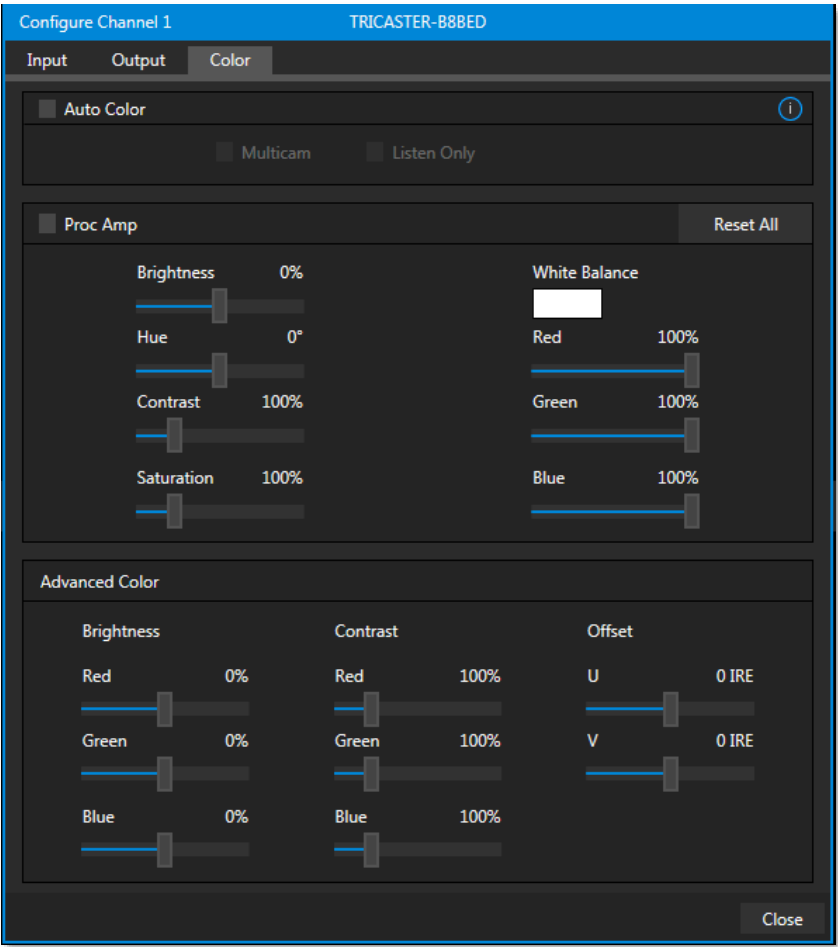 Configure Channel 1 TRICASTER-B8BED
Input Output Color
Auto Color i
Multicam Listen Only
Proc Amp Reset All
Brightness 0% White Balance
Hue 0° Red 100%
Contrast 100% Green 100%
Saturation 100% Blue 100%
Advanced Color
Brightness Contrast Offset
Red 0% Red 100% U 0 IRE
Green 0% Green 100% V 0 IRE
Blue 0% Blue 100%
Close